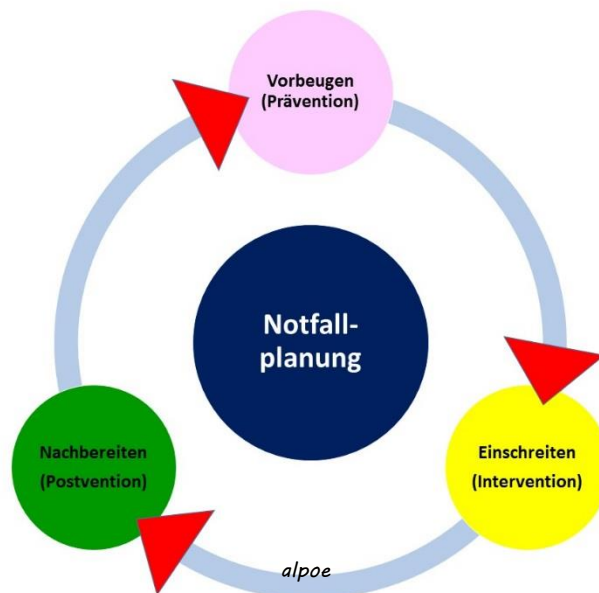 Vorbeugen
(Prävention)
Notfall-
planung
Nachbereiten
(Postvention)
Einschreiten
(Intervention)
alpoe